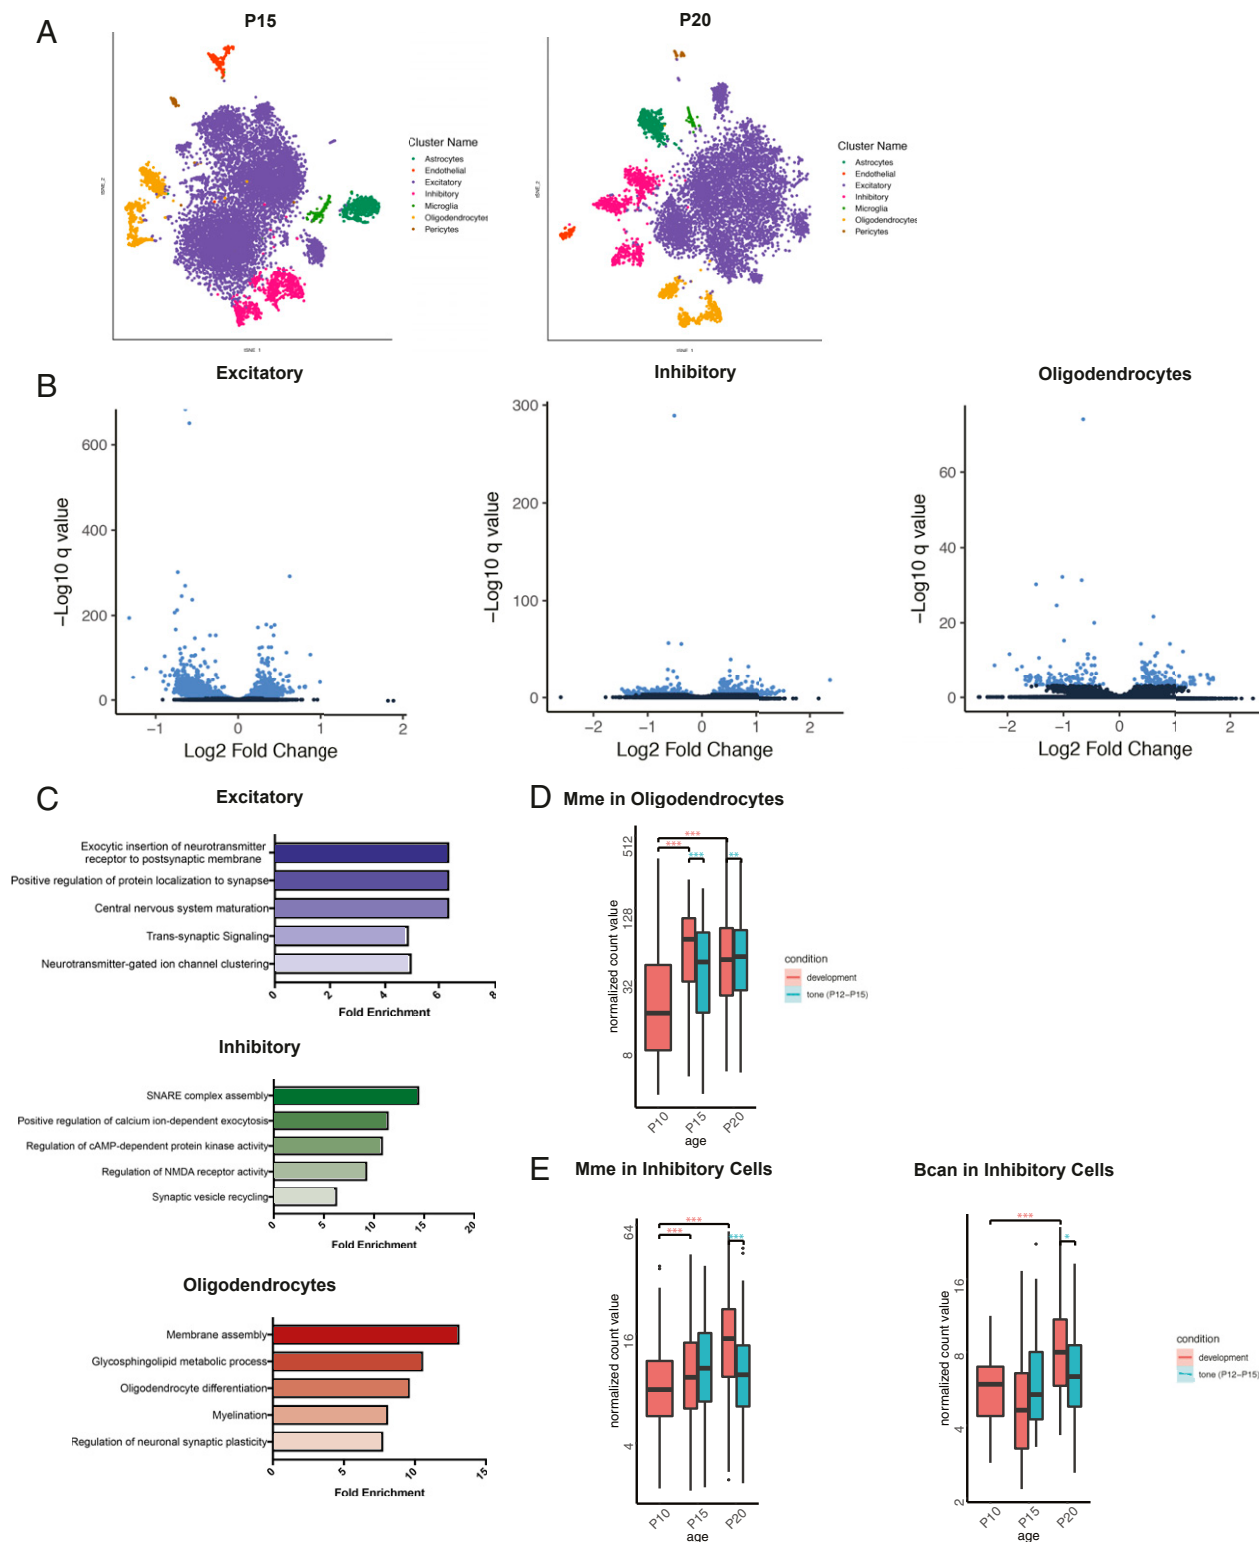 A
P15
P20
tSNE_2
tSNE_1
Cluster Name
Astrocytes
Endothelial
Excitatory
Inhibitory
Microglia
Oligodendrocytes
Pericytes
tSNE_1
Cluster Name
Astrocytes
Endothelial
Excitatory
Inhibitory
Microglia
Oligodendrocytes
Pericytes
B
Excitatory
Inhibitory
Oligodendrocytes
−Log10 q value
600
400
200
0
−1
0
1
2
Log2 Fold Change
−Log10 q value
300
200
100
0
−2
−1
0
1
2
Log2 Fold Change
−Log10 q value
60
40
20
0
−2
−1
0
1
2
Log2 Fold Change
C
Excitatory
Exocytic insertion of neurotransmitter
receptor to postsynaptic membrane
Positive regulation of protein localization to synapse
Central nervous system maturation
Trans-synaptic Signaling
Neurotransmitter-gated ion channel clustering
0
2
4
6
8
Fold Enrichment
Inhibitory
SNARE complex assembly
Positive regulation of calcium ion-dependent exocytosis
Regulation of cAMP-dependent protein kinase activity
Regulation of NMDA receptor activity
Synaptic vesicle recycling
0
5
10
15
20
Fold Enrichment
Oligodendrocytes
Membrane assembly
Glycosphingolipid metabolic process
Oligodendrocyte differentiation
Myelination
Regulation of neuronal synaptic plasticity
0
5
10
15
Fold Enrichment
D
Mme in Oligodendrocytes
normalized count value
512
128
32
8
***
***
***
**
P10
P15
P20
age
condition
development
tone (P12−P15)
E
Mme in Inhibitory Cells
normalized count value
64
16
4
***
***
***
P10
P15
P20
age
Bcan in Inhibitory Cells
normalized count value
16
8
4
2
***
*
P10
P15
P20
age
condition
development
tone (P12−P15)